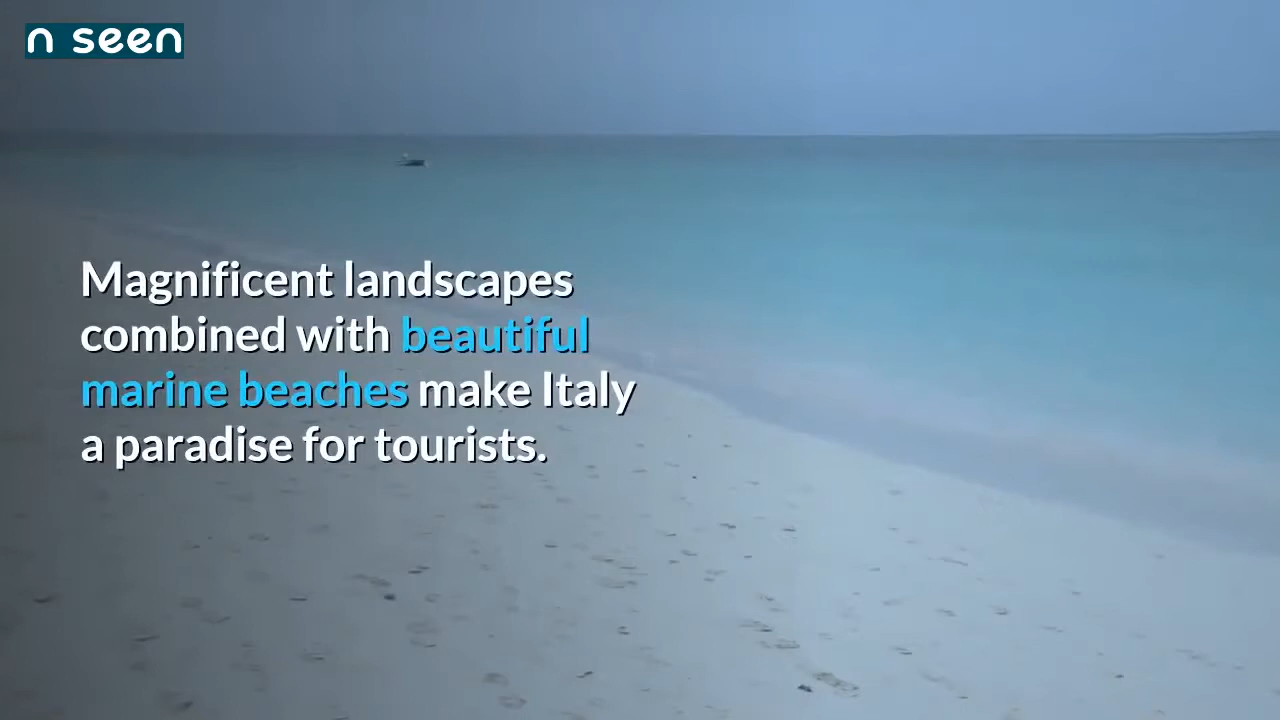 n seen
Magnificent landscapes
combined with beautiful
marine beaches make Italy
a paradise for tourists.